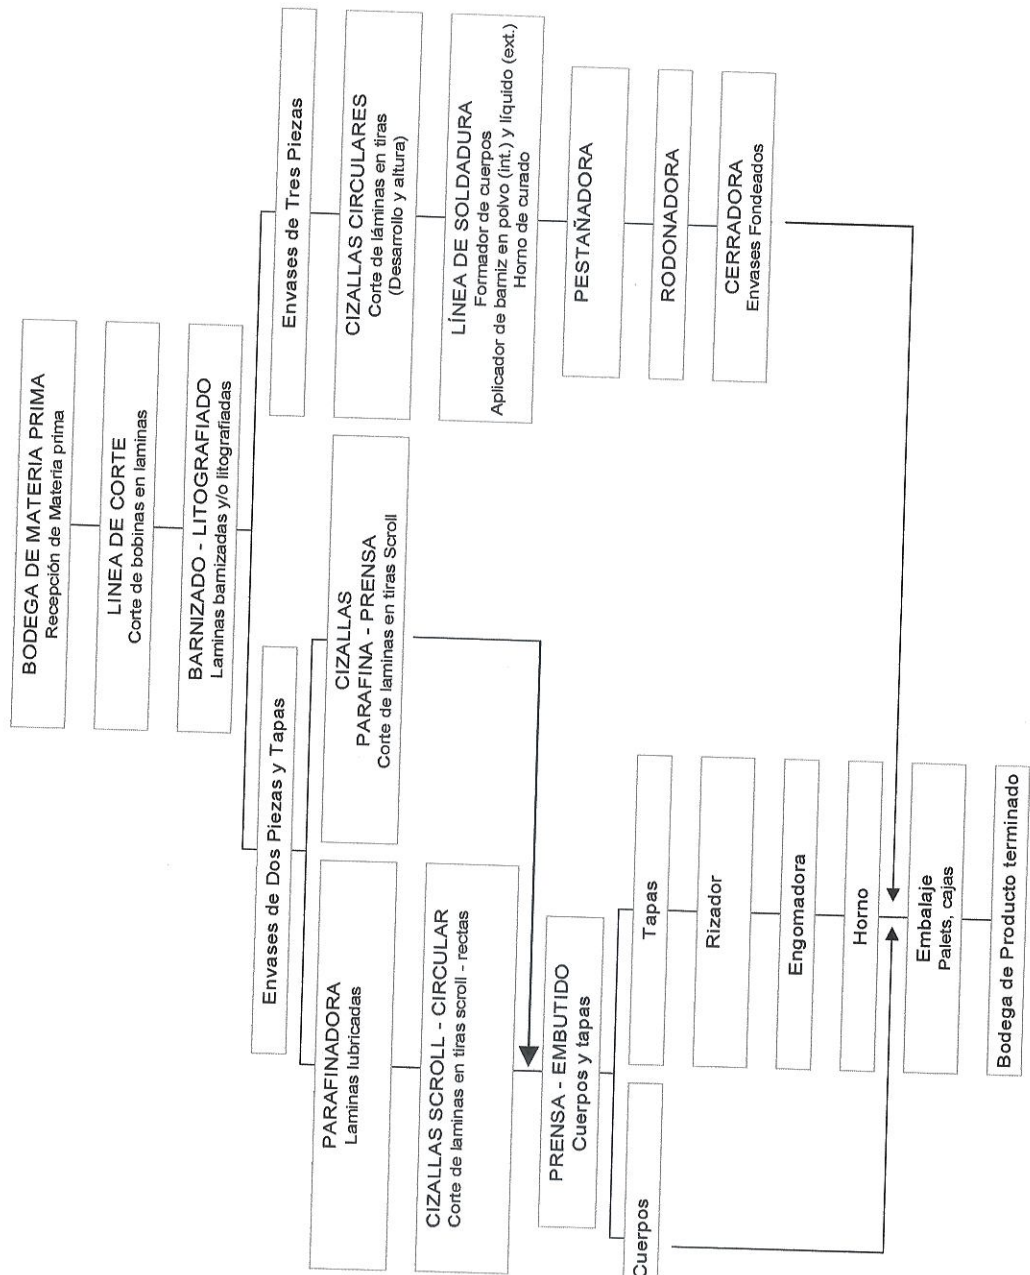 BODEGA DE MATERIA PRIMA
Recepción de Materia prima
LINEA DE CORTE
Corte de bobinas en laminas
BARNIZADO - LITOGRAFIADO
Laminas barnizadas y/o litografiadas
Envases de Dos Piezas y Tapas
PARAFINADORA
Laminas lubricadas
CIZALLAS SCROLL - CIRCULAR
Corte de laminas en tiras scroll - rectas
CIZALLAS
PARAFINA - PRENSA
Corte de laminas en tiras Scroll
PRENSA - EMBUTIDO
Cuerpos y tapas
Cuerpos
Tapas
Rizador
Engomadora
Horno
Envases de Tres Piezas
CIZALLAS CIRCULARES
Corte de láminas en tiras
(Desarrollo y altura)
LÍNEA DE SOLDADURA
Formador de cuerpos
Aplicador de barniz en polvo (int.) y líquido (ext.)
Horno de curado
PESTAÑADORA
RODONADORA
CERRADORA
Envases Fondeados
Embalaje
Palets, cajas
Bodega de Producto terminado